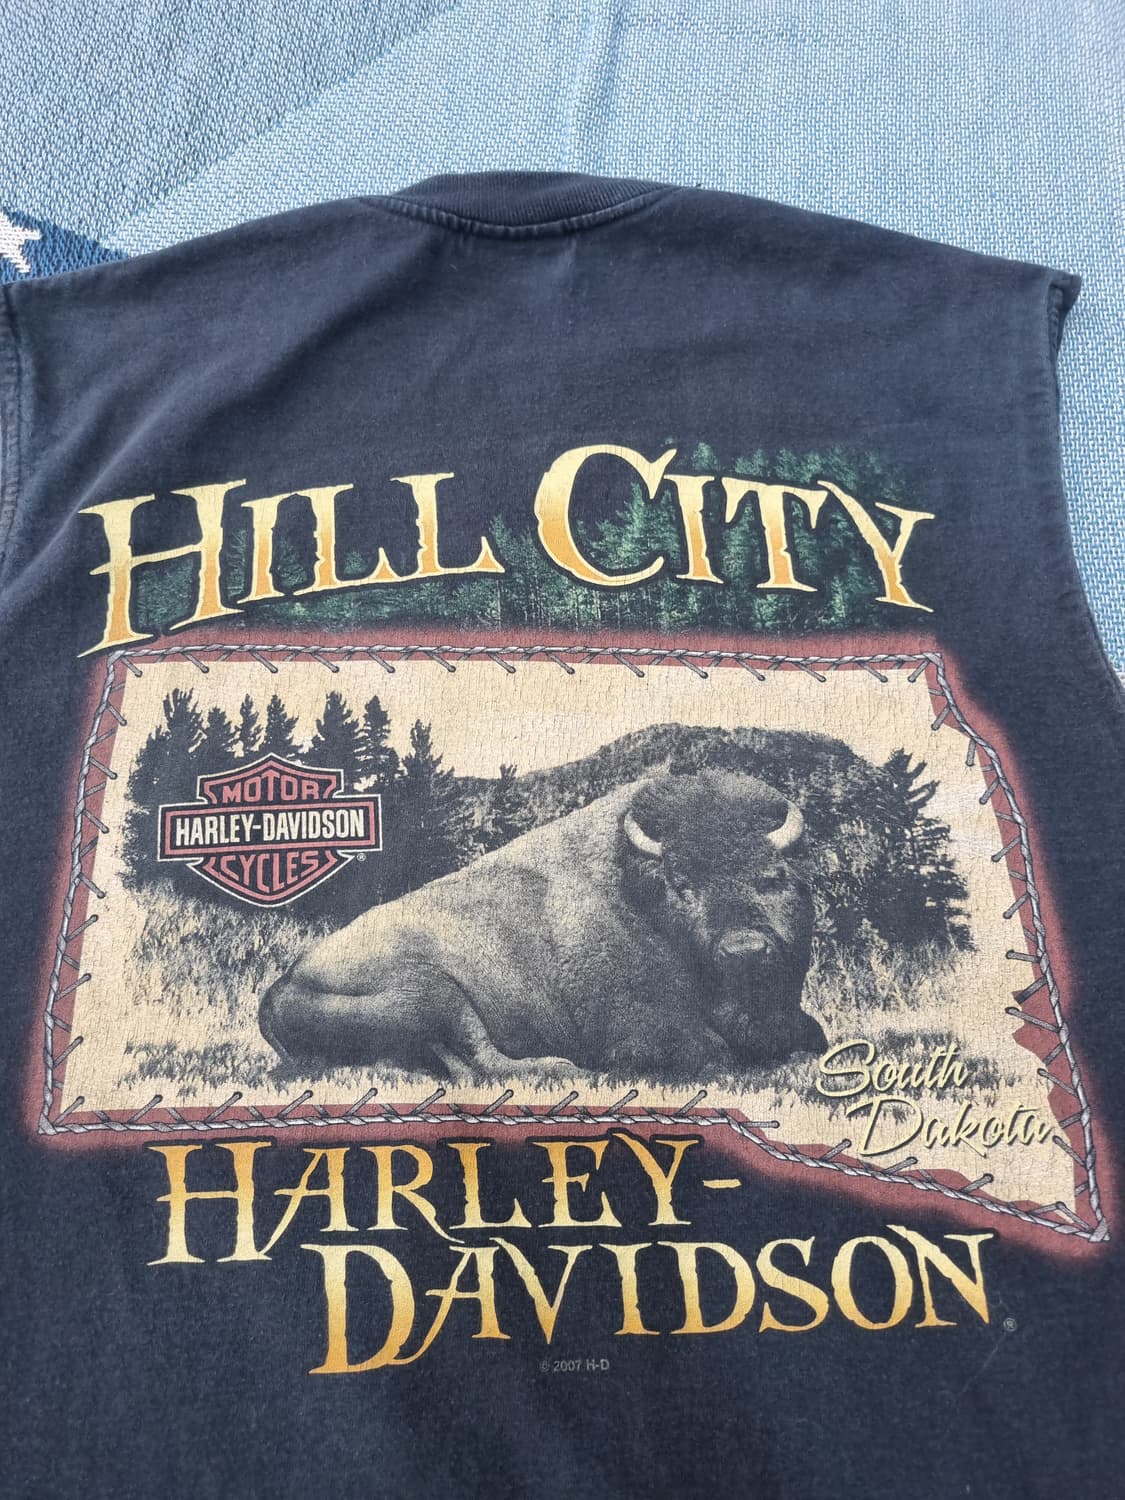 HILL CITY
MOTOR
HARLEY-DAVIDSON
CYCLES
®
South
Dakota
HARLEY-
DAVIDSON
®
© 2007 H-D